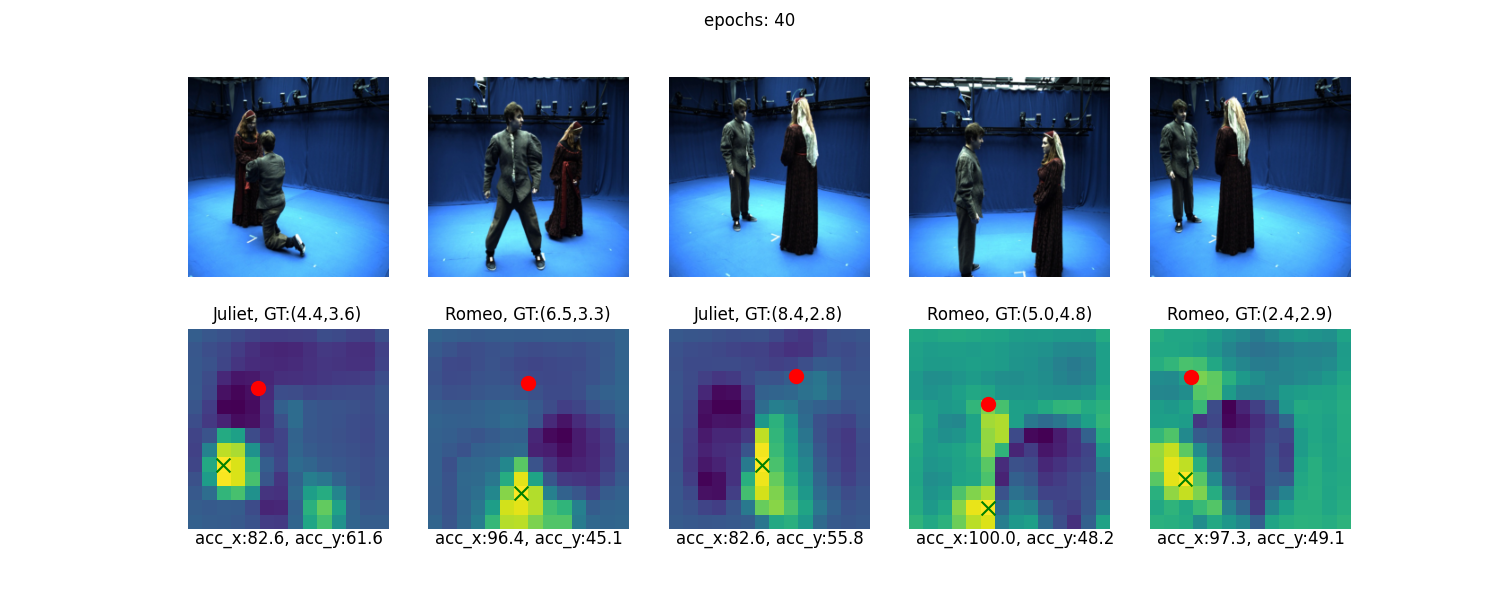 epochs: 40
Juliet, GT:(4.4,3.6)
Romeo, GT:(6.5,3.3)
Juliet, GT:(8.4,2.8)
Romeo, GT:(5.0,4.8)
Romeo, GT:(2.4,2.9)
acc_x:82.6, acc_y:61.6
acc_x:96.4, acc_y:45.1
acc_x:82.6, acc_y:55.8
acc_x:100.0, acc_y:48.2
acc_x:97.3, acc_y:49.1